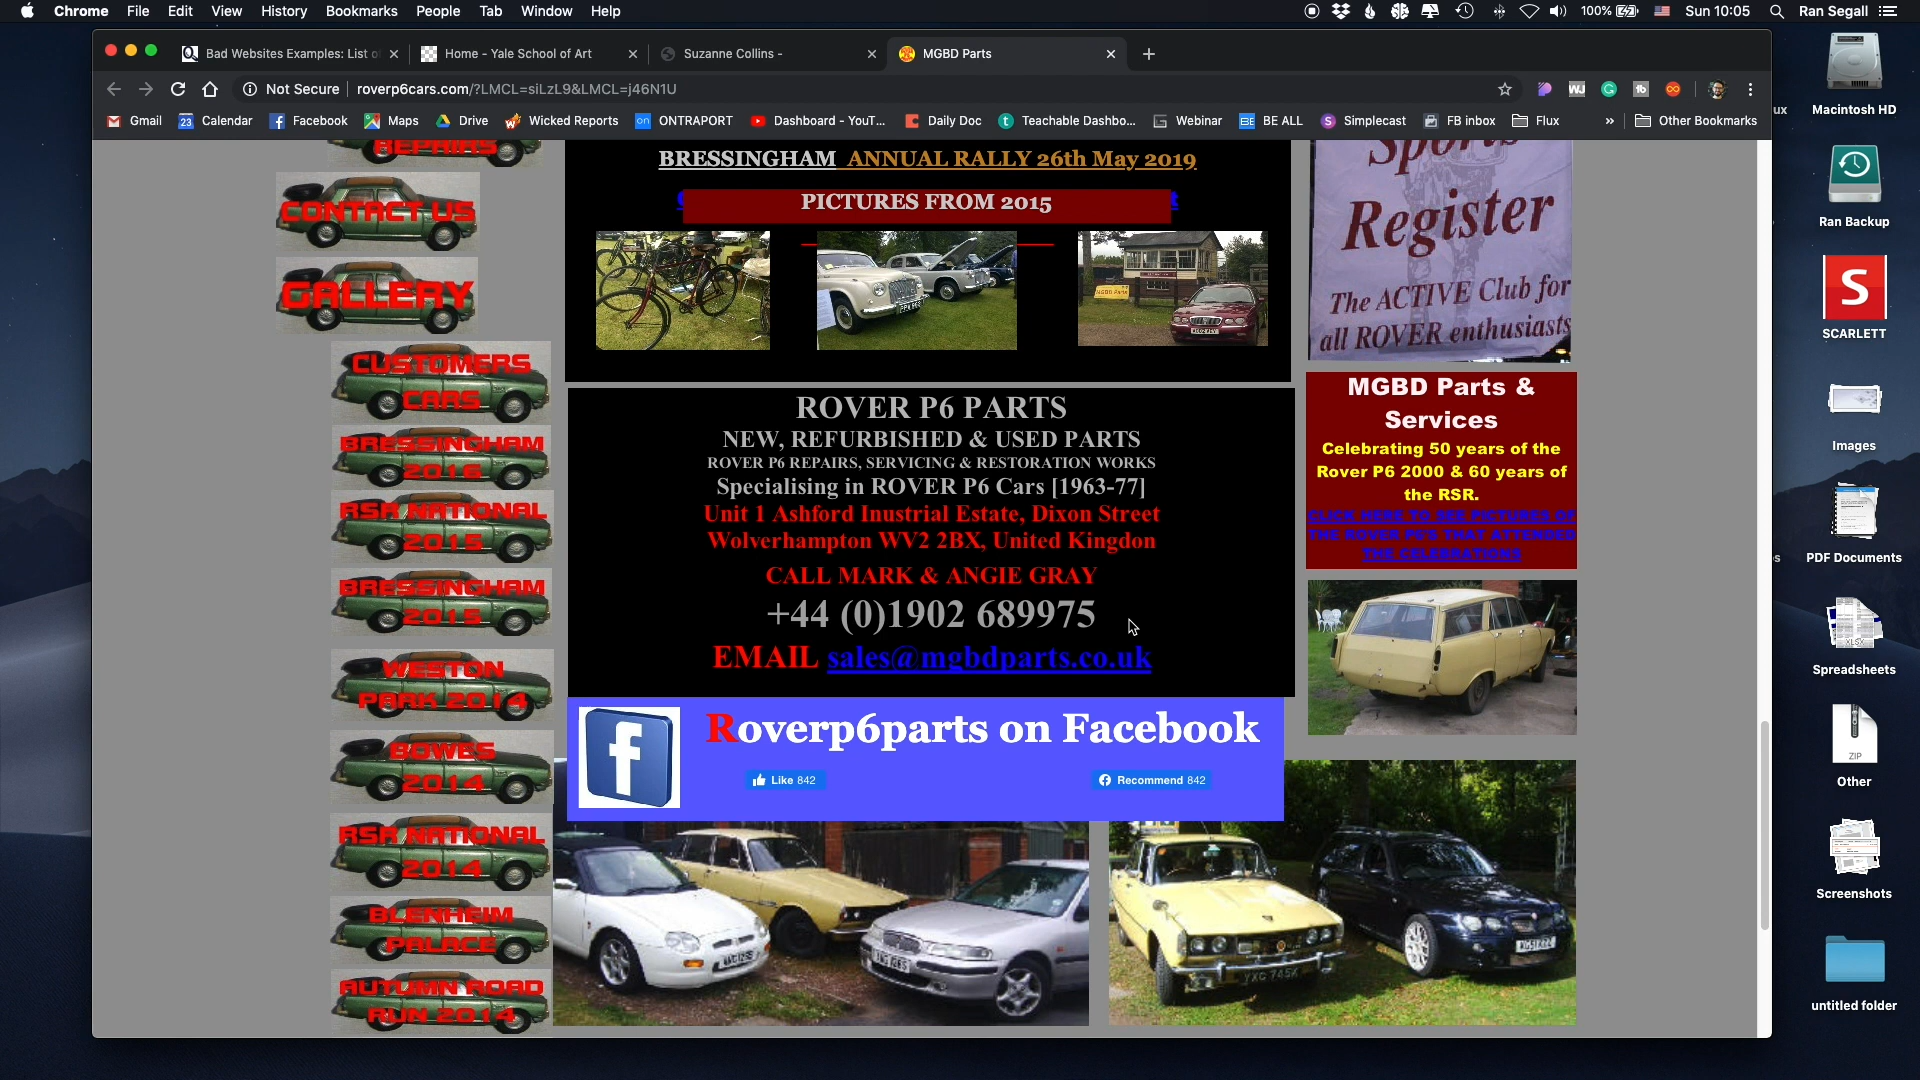 Chrome File Edit View History Bookmarks People Tab Window Help
100% Sun 10:05 Ran Segall
Bad Websites Examples: List o
Home - Yale School of Art
Suzanne Collins -
MGBD Parts
Not Secure roverp6cars.com/?LMCL=siLzL9&LMCL=j46N1U
Gmail Calendar Facebook Maps Drive Wicked Reports ONTRAPORT Dashboard - YouT... Daily Doc Teachable Dashbo... Webinar BE ALL Simplecast FB inbox Flux » Other Bookmarks
REPAIRS
CONTACT US
GALLERY
CUSTOMERS
CARS
BRESSINGHAM
2016
RSR NATIONAL
2015
BRESSINGHAM
2015
WESTON
PARK 2014
BOWES
2014
RSR NATIONAL
2014
BLENHEIM
PALACE
AUTUMN ROAD
RUN 2014
BRESSINGHAM ANNUAL RALLY 26th May 2019
PICTURES FROM 2015
ROVER P6 PARTS
NEW, REFURBISHED & USED PARTS
ROVER P6 REPAIRS, SERVICING & RESTORATION WORKS
Specialising in ROVER P6 Cars [1963-77]
Unit 1 Ashford Inustrial Estate, Dixon Street
Wolverhampton WV2 2BX, United Kingdon
CALL MARK & ANGIE GRAY
+44 (0)1902 689975
EMAIL sales@mgbdparts.co.uk
Roverp6parts on Facebook
Like 842
Recommend 842
Sports
Register
The ACTIVE Club for
all ROVER enthusiasts
MGBD Parts &
Services
Celebrating 50 years of the
Rover P6 2000 & 60 years of
the RSR.
CLICK HERE TO SEE PICTURES OF
THE ROVER P6'S THAT ATTENDED
THE CELEBRATIONS
YXC 745K
Macintosh HD
Ran Backup
S
SCARLETT
Images
PDF Documents
XLSX
Spreadsheets
ZIP
Other
Screenshots
untitled folder